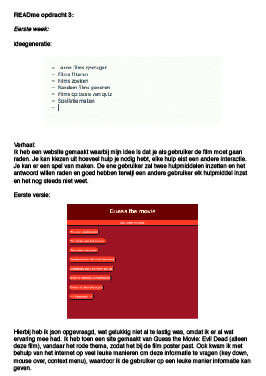 READme opdracht 3:
Eerste week:
Ideegeneratie:
- Films filteren
- Films zoeken
- Random films
- Films op basis van quiz
- Spelletje maken
-
Verhaal:
Ik heb een website gemaakt waarbij mijn idee is dat je als gebruiker de film moet gaan
raden. Je kan kiezen uit hoeveel hulp je nodig hebt, elke hulp eist een andere interactie.
Je kan er een spel van maken. De ene gebruiker zal twee hulpmiddelen inzetten en het
antwoord willen raden en goed hebben terwijl een andere gebruiker elk hulpmiddel inzet
en het nog steeds niet weet.
Eerste versie:
Guess the movie
Hierbij heb ik json opgevraagd, wat gelukkig niet al te lastig was, omdat ik er al wat
ervaring mee had. Ik heb toen een site gemaakt van Guess the Movie: Evil Dead (alleen
deze film), vandaar het rode thema, zodat het bij de film poster past. Ook kwam ik met
behulp van het internet op veel leuke manieren om deze informatie te vragen (key down,
mouse over, context menu), waardoor ik de gebruiker op een leuke manier informatie kan
geven.